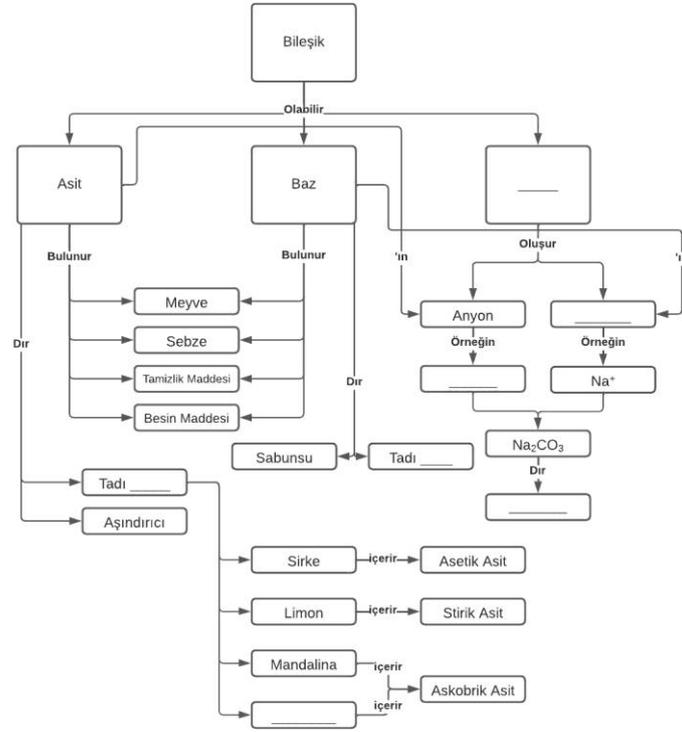 Bileşik
Olabilir
Asit
Baz
_____
Bulunur
Bulunur
'ın
Oluşur
'ı
Meyve
Anyon
_______
Sebze
Dır
Örneğin
Örneğin
Tamizlik Maddesi
Dır
_______
Na⁺
Besin Maddesi
Sabunsu
Tadı ____
Na₂CO₃
Dır
Tadı _____
_______
Aşındırıcı
Sirke
içerir
Asetik Asit
Limon
içerir
Stirik Asit
Mandalina
içerir
Askobrik Asit
________
içerir